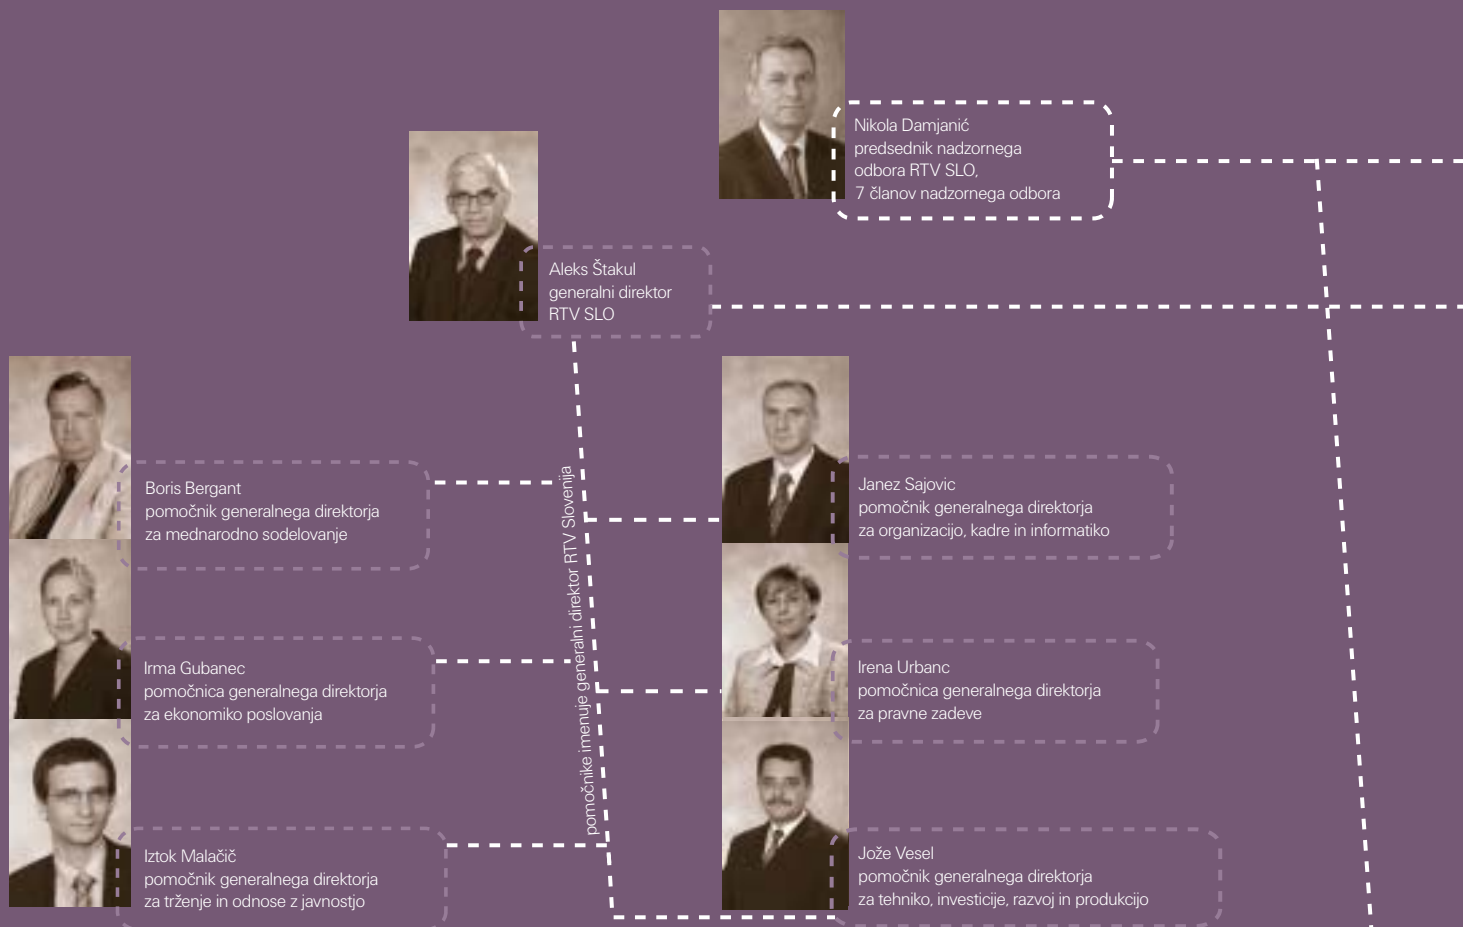 Nikola Damjanić
predsednik nadzornega
odbora RTV SLO,
7 članov nadzornega odbora
Aleks Štakul
generalni direktor
RTV SLO
pomočnike imenuje generalni direktor RTV Slovenija
Boris Bergant
pomočnik generalnega direktorja
za mednarodno sodelovanje
Janez Sajovic
pomočnik generalnega direktorja
za organizacijo, kadre in informatiko
Irma Gubanec
pomočnica generalnega direktorja
za ekonomiko poslovanja
Irena Urbanc
pomočnica generalnega direktorja
za pravne zadeve
Iztok Malačič
pomočnik generalnega direktorja
za trženje in odnose z javnostjo
Jože Vesel
pomočnik generalnega direktorja
za tehniko, investicije, razvoj in produkcijo